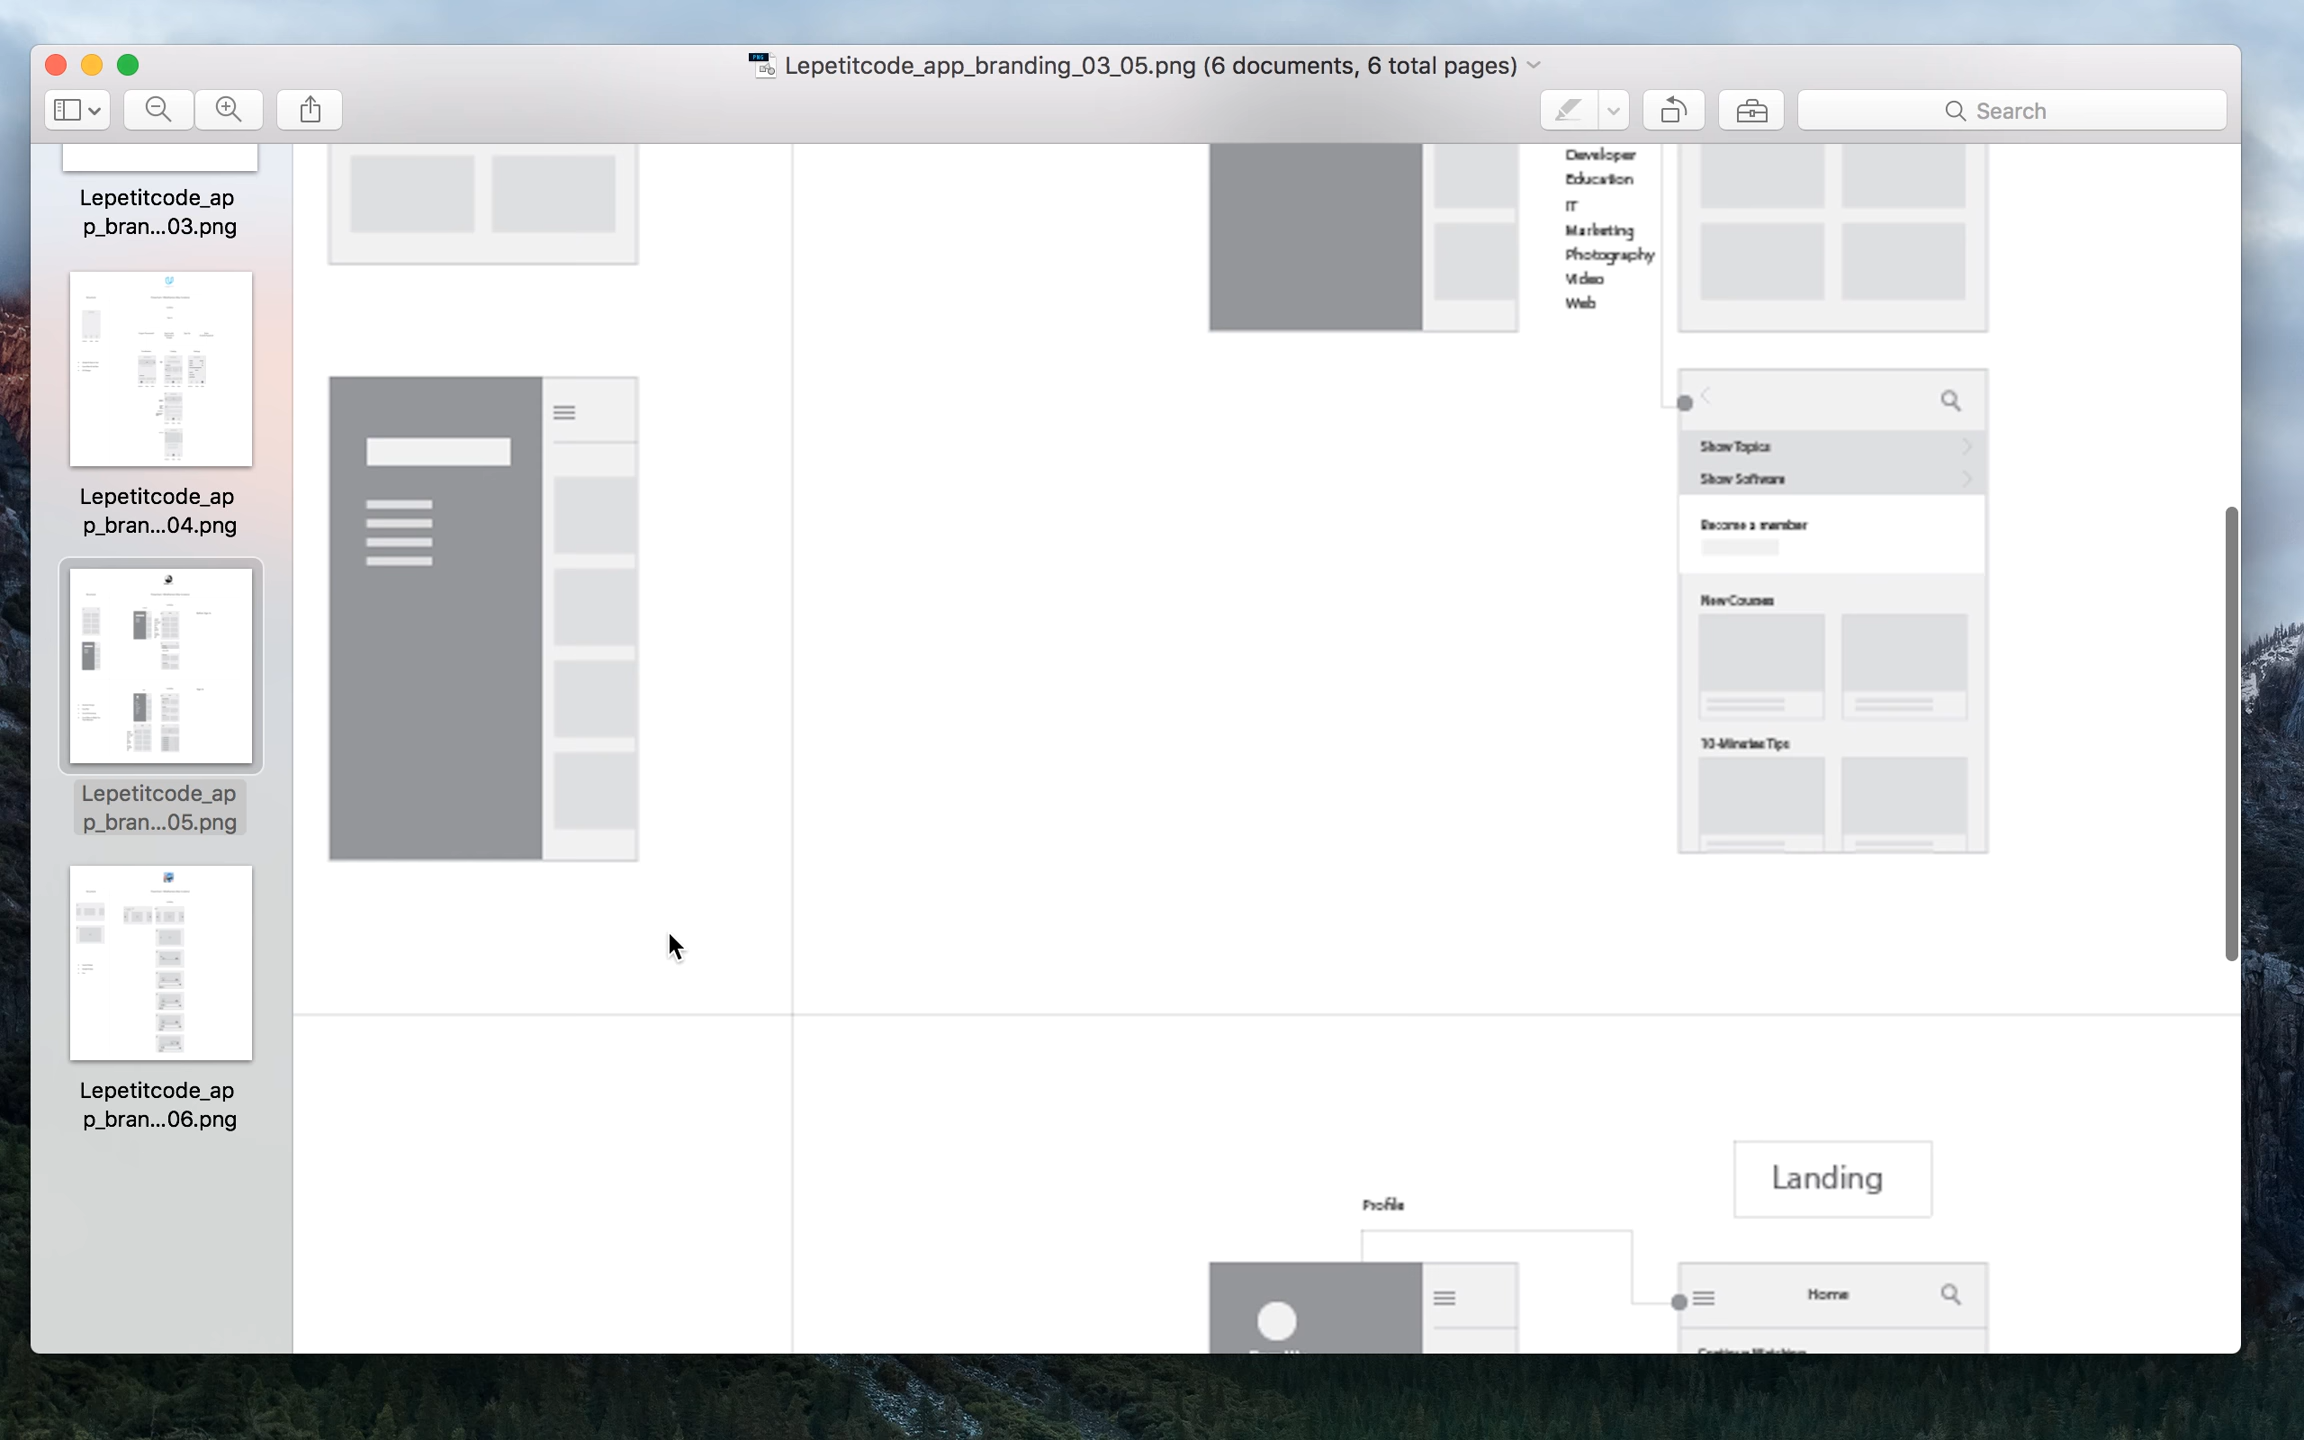 Lepetitcode_app_branding_03_05.png (6 documents, 6 total pages)
Search
Lepetitcode_ap
p_bran...03.png
Lepetitcode_ap
p_bran...04.png
Lepetitcode_ap
p_bran...05.png
Lepetitcode_ap
p_bran...06.png
Developer
Education
IT
Marketing
Photography
Video
Web
Show Topics
Show Software
Become a member
New Courses
10-Minutes Tips
Landing
Profile
Home